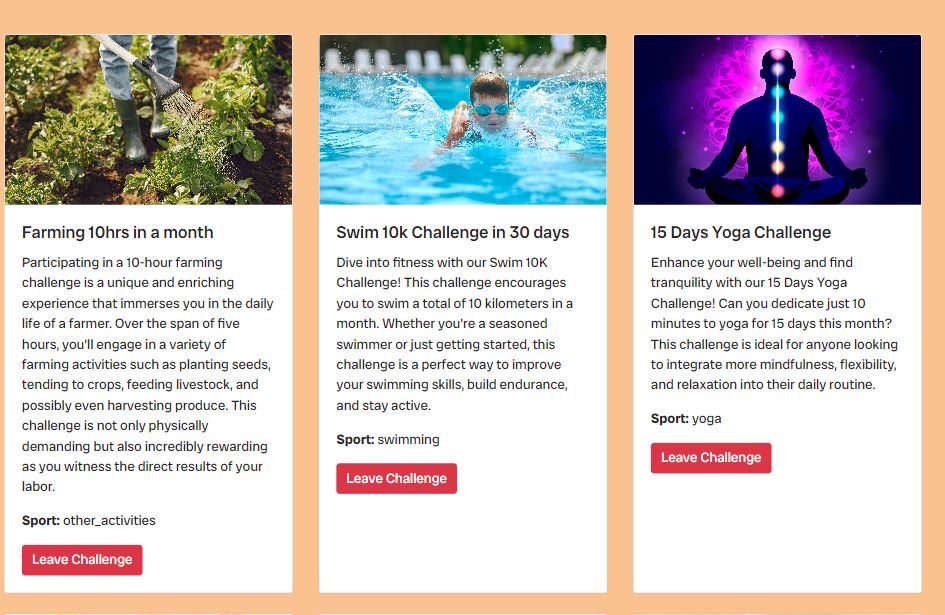 Farming 10hrs in a month
Participating in a 10-hour farming
challenge is a unique and enriching
experience that immerses you in the daily
life of a farmer. Over the span of five
hours, you'll engage in a variety of
farming activities such as planting seeds,
tending to crops, feeding livestock, and
possibly even harvesting produce. This
challenge is not only physically
demanding but also incredibly rewarding
as you witness the direct results of your
labor.
Sport: other_activities
Leave Challenge
Swim 10k Challenge in 30 days
Dive into fitness with our Swim 10K
Challenge! This challenge encourages
you to swim a total of 10 kilometers in a
month. Whether you're a seasoned
swimmer or just getting started, this
challenge is a perfect way to improve
your swimming skills, build endurance,
and stay active.
Sport: swimming
Leave Challenge
15 Days Yoga Challenge
Enhance your well-being and find
tranquility with our 15 Days Yoga
Challenge! Can you dedicate just 10
minutes to yoga for 15 days this month?
This challenge is ideal for anyone looking
to integrate more mindfulness, flexibility,
and relaxation into their daily routine.
Sport: yoga
Leave Challenge